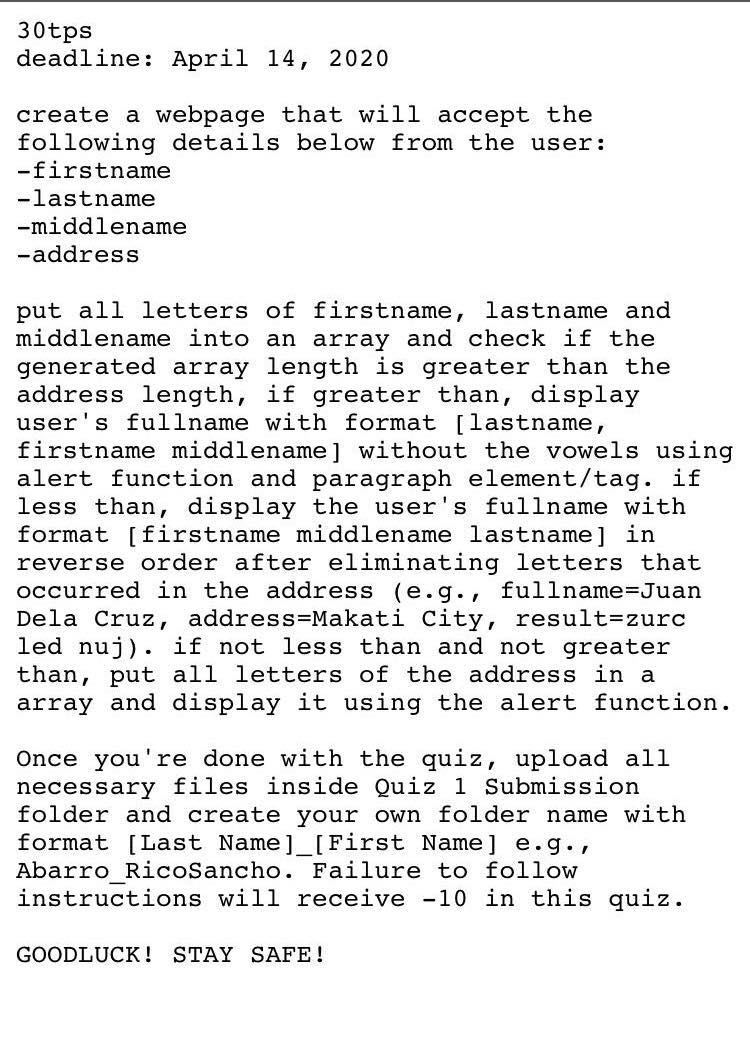 30tps
deadline: April 14, 2020
create a webpage that will accept the
following details below from the user:
-firstname
-lastname
-middlename
-address
put all letters of firstname, lastname and
middlename into an array and check if the
generated array length is greater than the
address length, if greater than, display
user's fullname with format [lastname,
firstname middlename] without the vowels using
alert function and paragraph element/tag. if
less than, display the user's fullname with
format [firstname middlename lastname] in
reverse order after eliminating letters that
occurred in the address (e.g., fullname=Juan
Dela Cruz, address=Makati City, result=zurc
led nuj). if not less than and not greater
than, put all letters of the address in a
array and display it using the alert function.
Once you're done with the quiz, upload all
necessary files inside Quiz 1 Submission
folder and create your own folder name with
format [Last Name]_[First Name] e.g.,
Abarro_RicoSancho. Failure to follow
instructions will receive -10 in this quiz.
GOODLUCK! STAY SAFE!